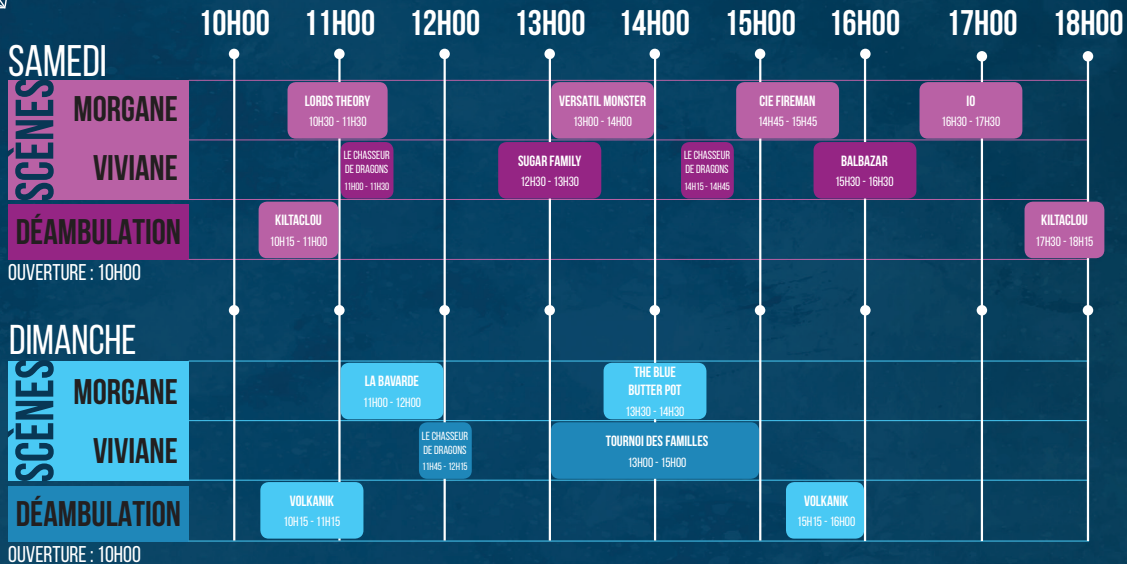 10H00 11H00 12H00 13H00 14H00 15H00 16H00 17H00 18H00
SAMEDI
SCÈNES
MORGANE
LORDS THEORY
10H30 - 11H30
VERSATIL MONSTER
13H00 - 14H00
CIE FIREMAN
14H45 - 15H45
IO
16H30 - 17H30
VIVIANE
LE CHASSEUR
DE DRAGONS
11H00 - 11H30
SUGAR FAMILY
12H30 - 13H30
LE CHASSEUR
DE DRAGONS
14H15 - 14H45
BALBAZAR
15H30 - 16H30
DÉAMBULATION
KILTACLOU
10H15 - 11H00
KILTACLOU
17H30 - 18H15
OUVERTURE : 10H00
DIMANCHE
SCÈNES
MORGANE
LA BAVARDE
11H00 - 12H00
THE BLUE
BUTTER POT
13H30 - 14H30
VIVIANE
LE CHASSEUR
DE DRAGONS
11H45 - 12H15
TOURNOI DES FAMILLES
13H00 - 15H00
DÉAMBULATION
VOLKANIK
10H15 - 11H15
VOLKANIK
15H15 - 16H00
OUVERTURE : 10H00